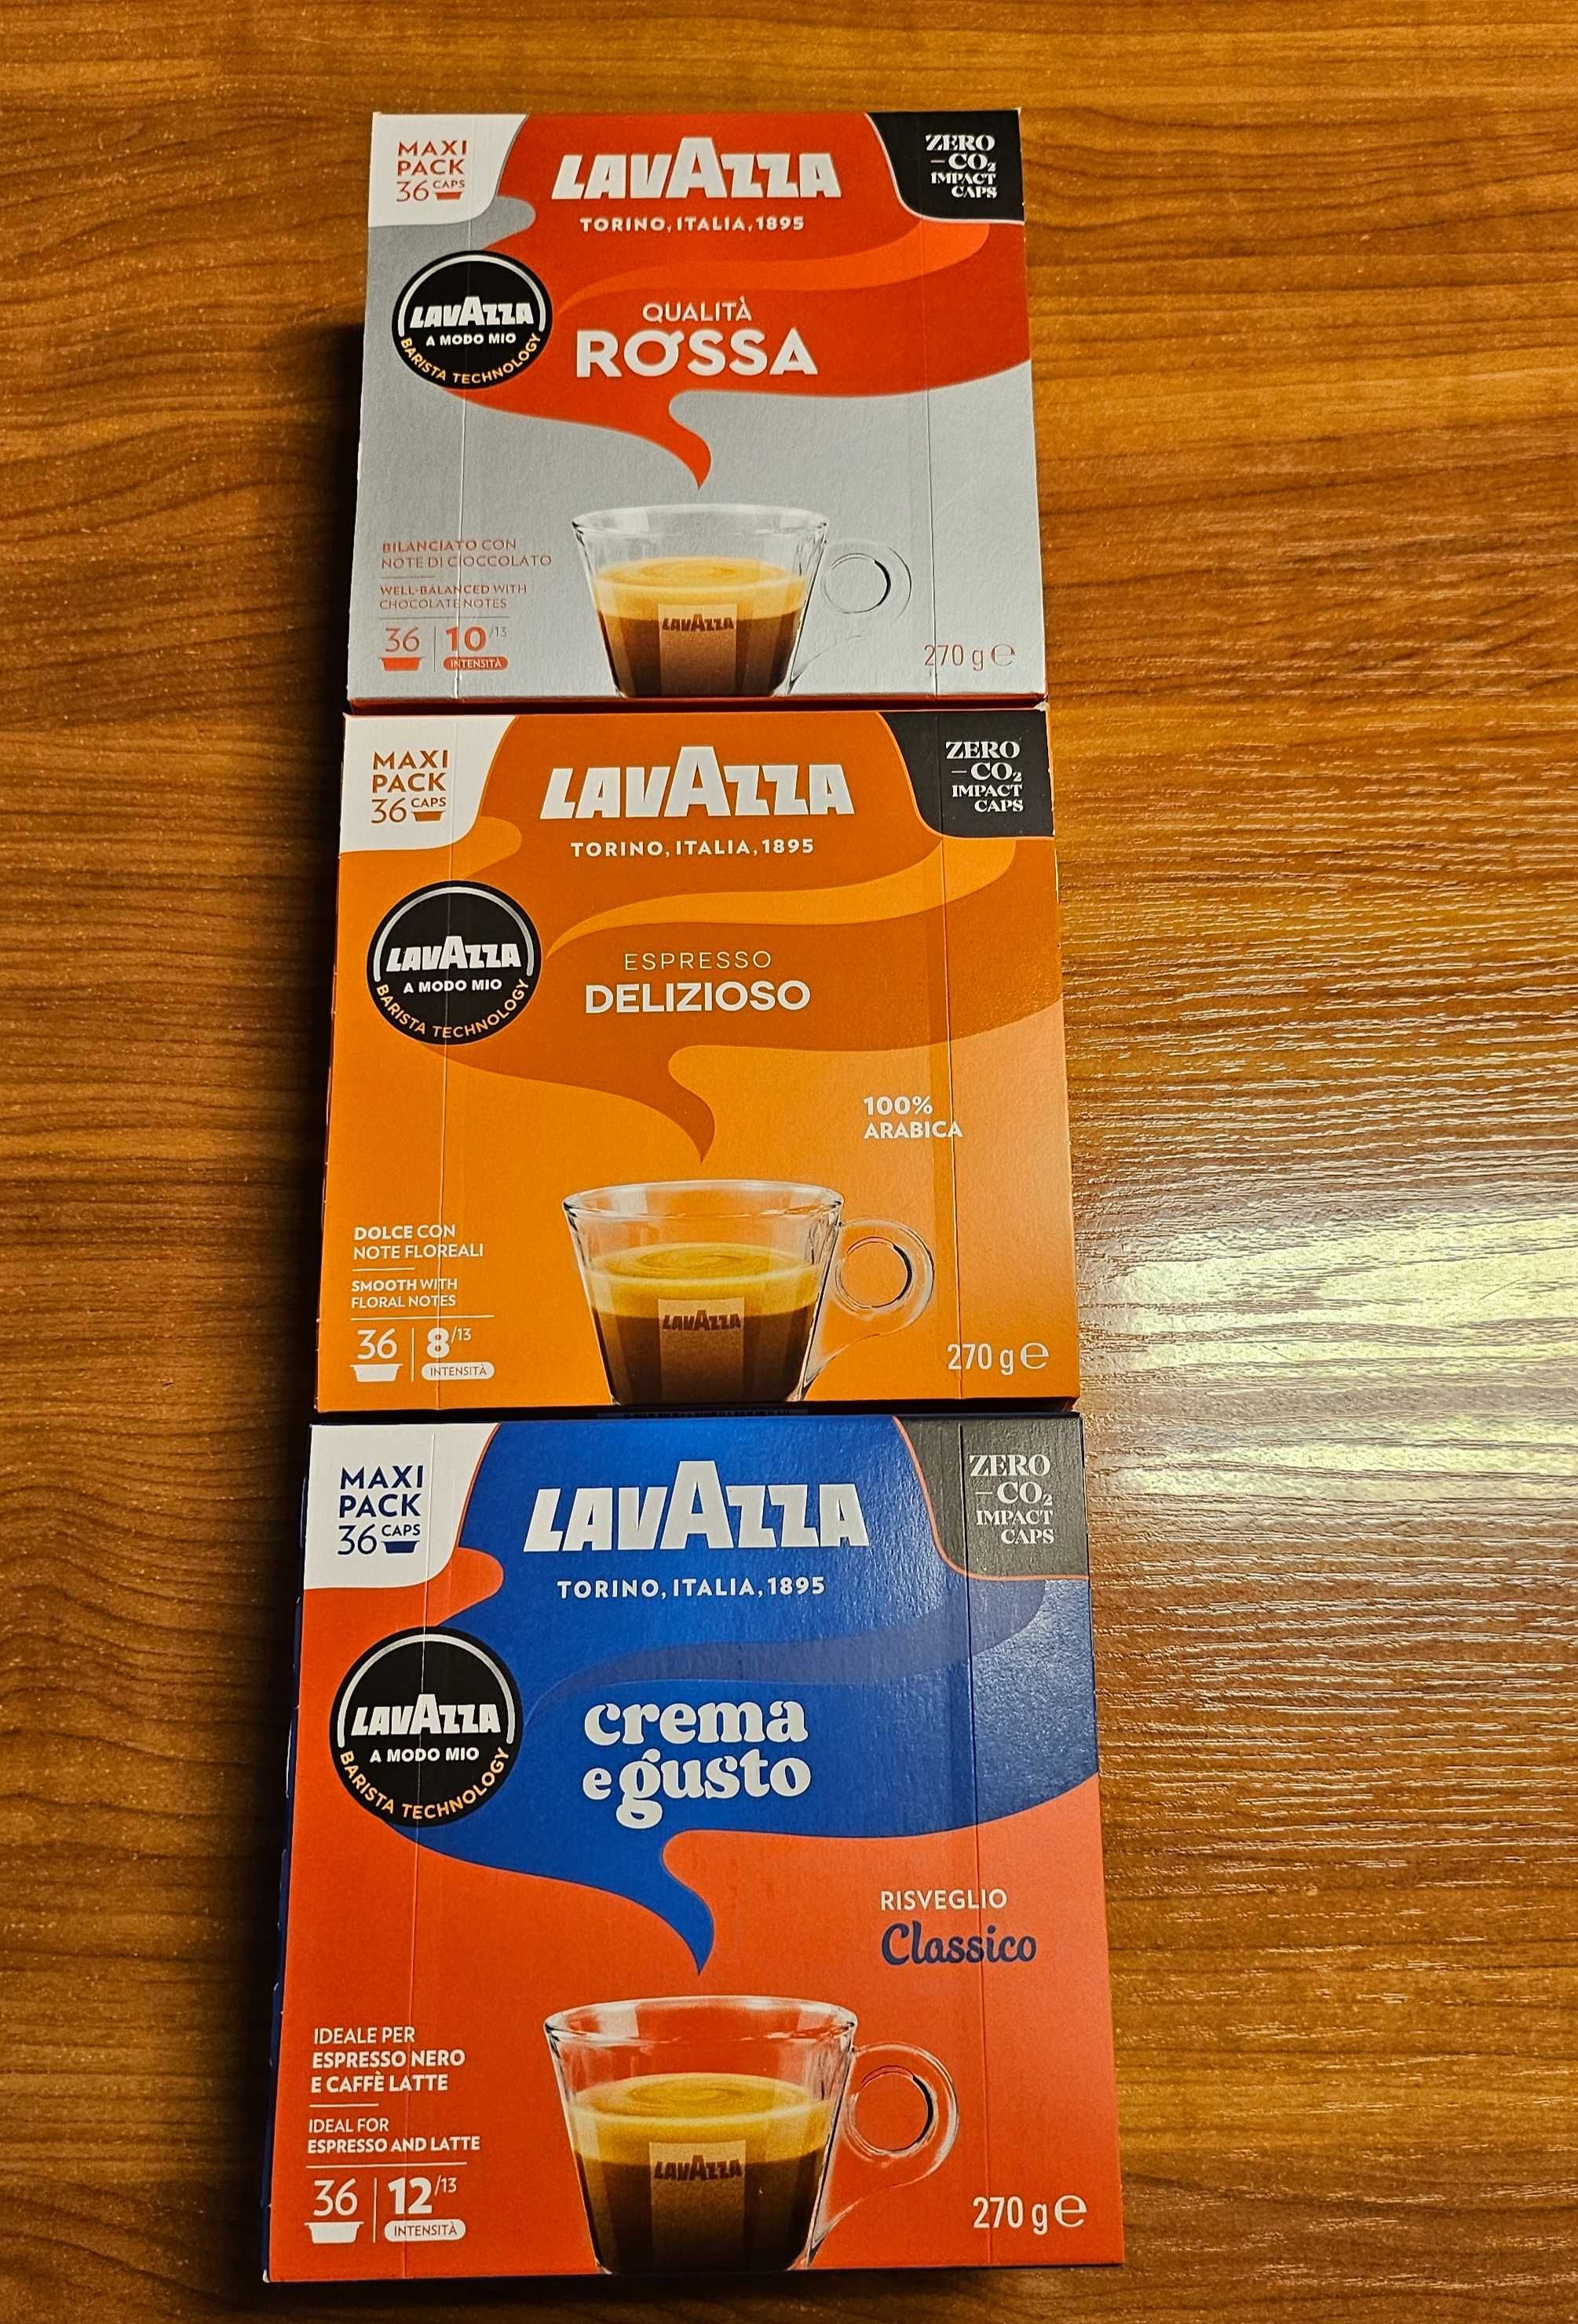 MAXI
PACK
36 CAPS
LAVAZZA
TORINO, ITALIA, 1895
ZERO
–CO₂
IMPACT
CAPS
LAVAZZA
A MODO MIO
BARISTA TECHNOLOGY
QUALITÀ
ROSSA
BILANCIATO CON
NOTE DI CIOCCOLATO
WELL-BALANCED WITH
CHOCOLATE NOTES
36 10/13
INTENSITÀ
LAVAZZA
270 g ℮
MAXI
PACK
36 CAPS
LAVAZZA
TORINO, ITALIA, 1895
ZERO
–CO₂
IMPACT
CAPS
LAVAZZA
A MODO MIO
BARISTA TECHNOLOGY
ESPRESSO
DELIZIOSO
100%
ARABICA
DOLCE CON
NOTE FLOREALI
SMOOTH WITH
FLORAL NOTES
36 8/13
INTENSITÀ
LAVAZZA
270 g ℮
MAXI
PACK
36 CAPS
LAVAZZA
TORINO, ITALIA, 1895
ZERO
–CO₂
IMPACT
CAPS
LAVAZZA
A MODO MIO
BARISTA TECHNOLOGY
crema
e gusto
RISVEGLIO
Classico
IDEALE PER
ESPRESSO NERO
E CAFFÈ LATTE
IDEAL FOR
ESPRESSO AND LATTE
36 12/13
INTENSITÀ
LAVAZZA
270 g ℮